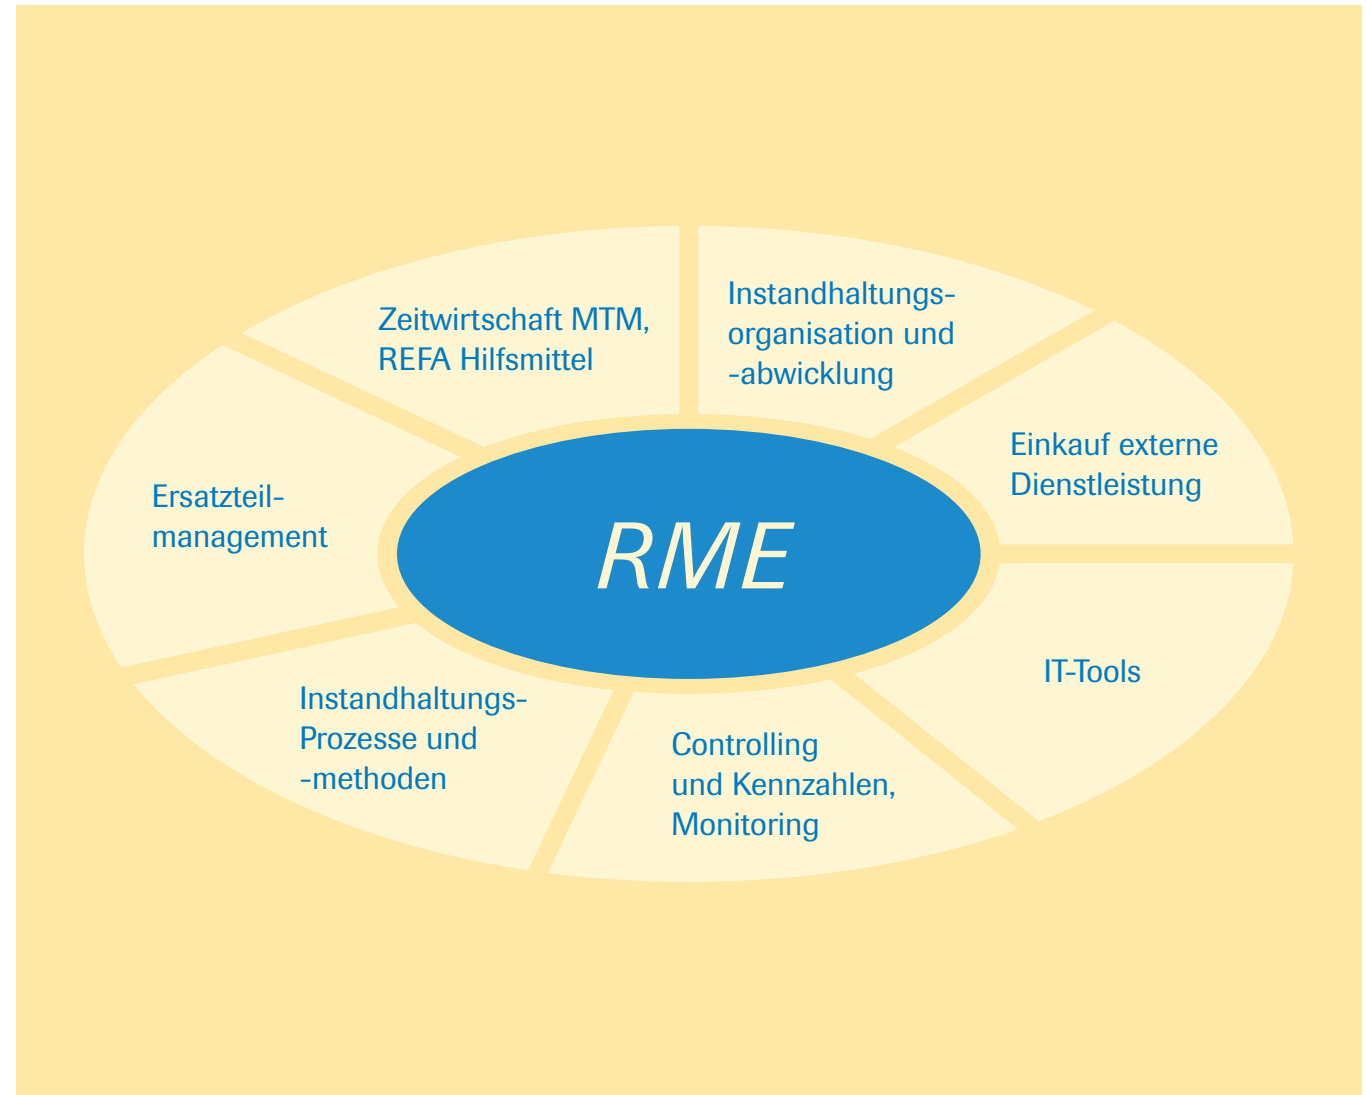 Zeitwirtschaft MTM,
REFA Hilfsmittel
Instandhaltungs-
organisation und
-abwicklung
Einkauf externe
Dienstleistung
Ersatzteil-
management
RME
IT-Tools
Instandhaltungs-
Prozesse und
-methoden
Controlling
und Kennzahlen,
Monitoring